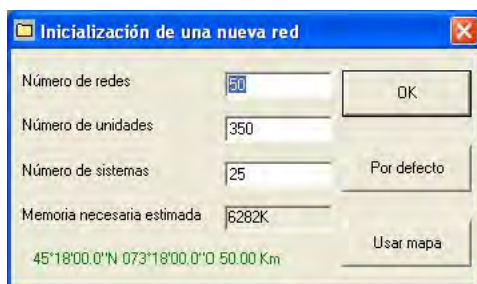 Inicialización de una nueva red
Número de redes 50 OK
Número de unidades 350
Número de sistemas 25 Por defecto
Memoria necesaria estimada 6282K
45°18'00.0''N 073°18'00.0''O 50.00 Km Usar mapa